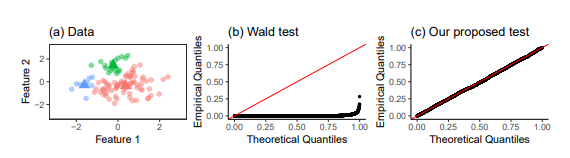 (a) Data
Feature 2
2
0
−2
−2
0
2
Feature 1
(b) Wald test
Empirical Quantiles
1.00
0.75
0.50
0.25
0.00
0.00
0.25
0.50
0.75
1.00
Theoretical Quantiles
(c) Our proposed test
Empirical Quantiles
1.00
0.75
0.50
0.25
0.00
0.00
0.25
0.50
0.75
1.00
Theoretical Quantiles